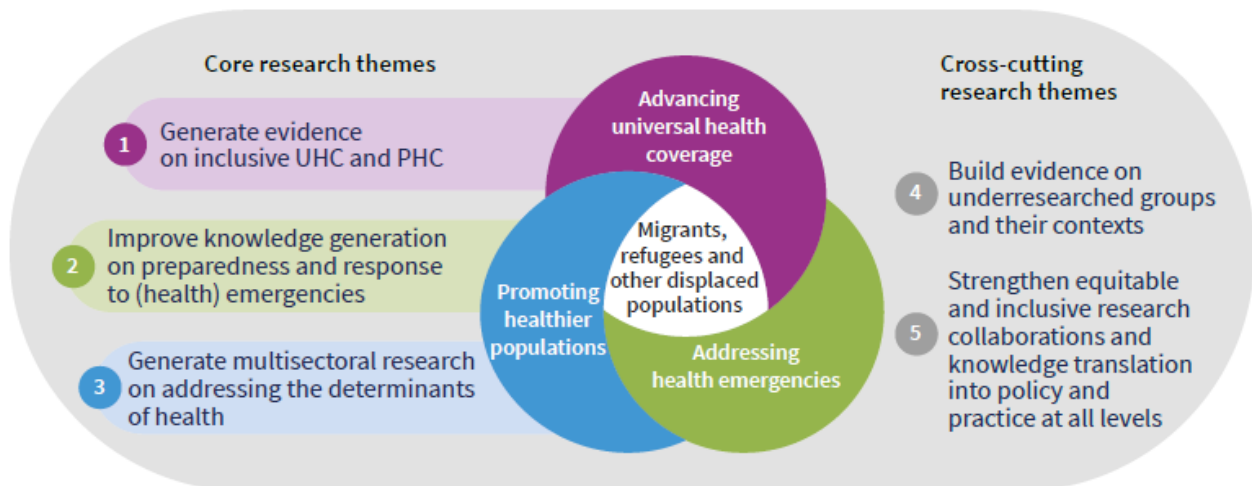 Core research themes
1
Generate evidence
on inclusive UHC and PHC
2
Improve knowledge generation
on preparedness and response
to (health) emergencies
3
Generate multisectoral research
on addressing the determinants
of health
Advancing
universal health
coverage
Migrants,
refugees and
other displaced
populations
Promoting
healthier
populations
Addressing
health emergencies
Cross-cutting
research themes
4
Build evidence on
underresearched groups
and their contexts
5
Strengthen equitable
and inclusive research
collaborations and
knowledge translation
into policy and
practice at all levels